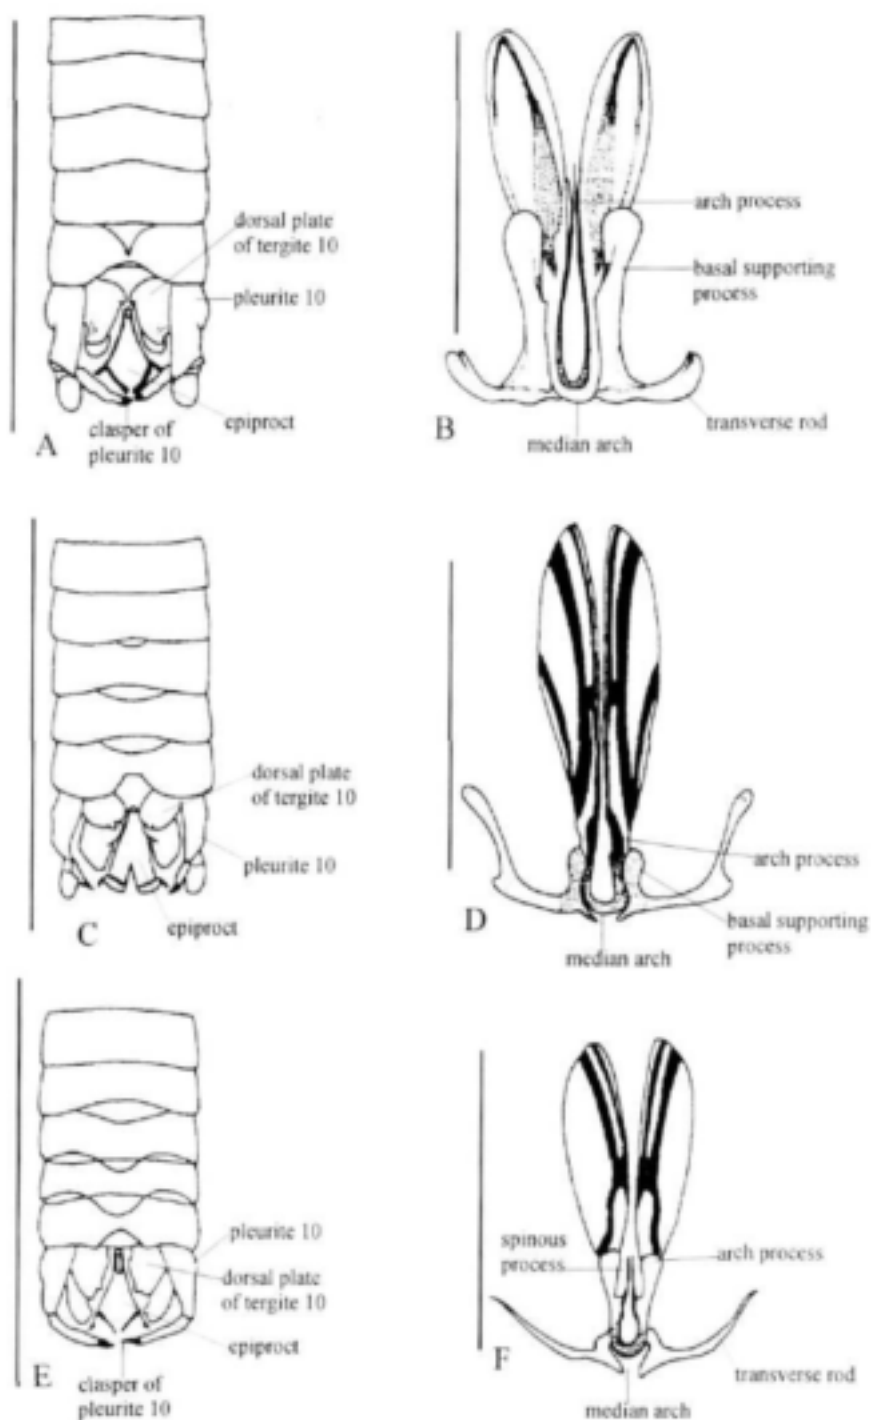 dorsal plate
of tergite 10
pleurite 10
epiproct
clasper of
pleurite 10
A
arch process
basal supporting
process
transverse rod
median arch
B
dorsal plate
of tergite 10
pleurite 10
epiproct
C
arch process
basal supporting
process
median arch
D
pleurite 10
dorsal plate
of tergite 10
epiproct
clasper of
pleurite 10
E
spinous
process
arch process
transverse rod
median arch
F